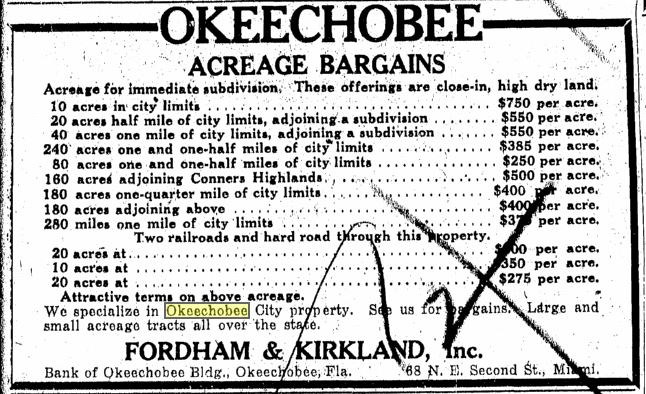 OKEECHOBEE
ACREAGE BARGAINS
Acreage for immediate subdivision. These offerings are close-in, high dry land.
10 acres in city limits ........ $750 per acre.
20 acres half mile of city limits, adjoining a subdivision ........ $550 per acre.
40 acres one mile of city limits, adjoining a subdivision ........ $550 per acre.
240 acres one and one-half miles of city limits ........ $385 per acre.
80 acres one and one-half miles of city limits ........ $250 per acre.
160 acres adjoining Conners Highlands ........ $500 per acre.
180 acres one-quarter mile of city limits ........ $400 per acre.
180 acres adjoining above ........ $400 per acre.
280 miles one mile of city limits ........ per acre.
Two railroads and hard road through this property.
20 acres at ........ per acre.
10 acres at ........ 350 per acre.
20 acres at ........ $275 per acre.
Attractive terms on above acreage.
We specialize in Okeechobee City property. See us for bargains. Large and
small acreage tracts all over the state.
FORDHAM & KIRKLAND, Inc.
Bank of Okeechobee Bldg., Okeechobee, Fla. 68 N. E. Second St., Miami.